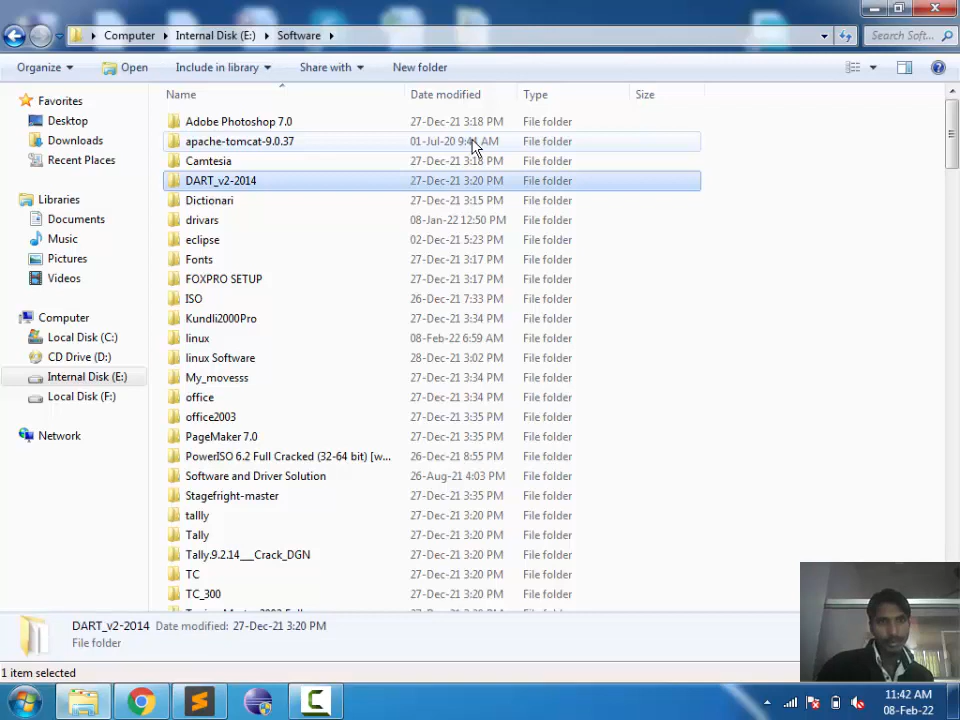 Computer Internal Disk (E:) Software Search Soft...
Organize Open Include in library Share with New folder
Name Date modified Type Size
Favorites
Desktop
Downloads
Recent Places
Libraries
Documents
Music
Pictures
Videos
Computer
Local Disk (C:)
CD Drive (D:)
Internal Disk (E:)
Local Disk (F:)
Network
Adobe Photoshop 7.0 27-Dec-21 3:18 PM File folder
apache-tomcat-9.0.37 01-Jul-20 AM File folder
Camtesia 27-Dec-21 3:18 PM File folder
DART_v2-2014 27-Dec-21 3:20 PM File folder
Dictionari 27-Dec-21 3:15 PM File folder
drivars 08-Jan-22 12:50 PM File folder
eclipse 02-Dec-21 5:23 PM File folder
Fonts 27-Dec-21 3:17 PM File folder
FOXPRO SETUP 27-Dec-21 3:17 PM File folder
ISO 26-Dec-21 7:33 PM File folder
Kundli2000Pro 27-Dec-21 3:34 PM File folder
linux 08-Feb-22 6:59 AM File folder
linux Software 28-Dec-21 3:02 PM File folder
My_movesss 27-Dec-21 3:34 PM File folder
office 27-Dec-21 3:34 PM File folder
office2003 27-Dec-21 3:35 PM File folder
PageMaker 7.0 27-Dec-21 3:35 PM File folder
PowerISO 6.2 Full Cracked (32-64 bit) [w... 26-Dec-21 8:55 PM File folder
Software and Driver Solution 26-Aug-21 4:03 PM File folder
Stagefright-master 27-Dec-21 3:35 PM File folder
tallly 27-Dec-21 3:20 PM File folder
Tally 27-Dec-21 3:20 PM File folder
Tally.9.2.14___Crack_DGN 27-Dec-21 3:20 PM File folder
TC 27-Dec-21 3:20 PM File folder
TC_300 27-Dec-21 3:20 PM File folder
DART_v2-2014 Date modified: 27-Dec-21 3:20 PM
File folder
1 item selected
11:42 AM
08-Feb-22